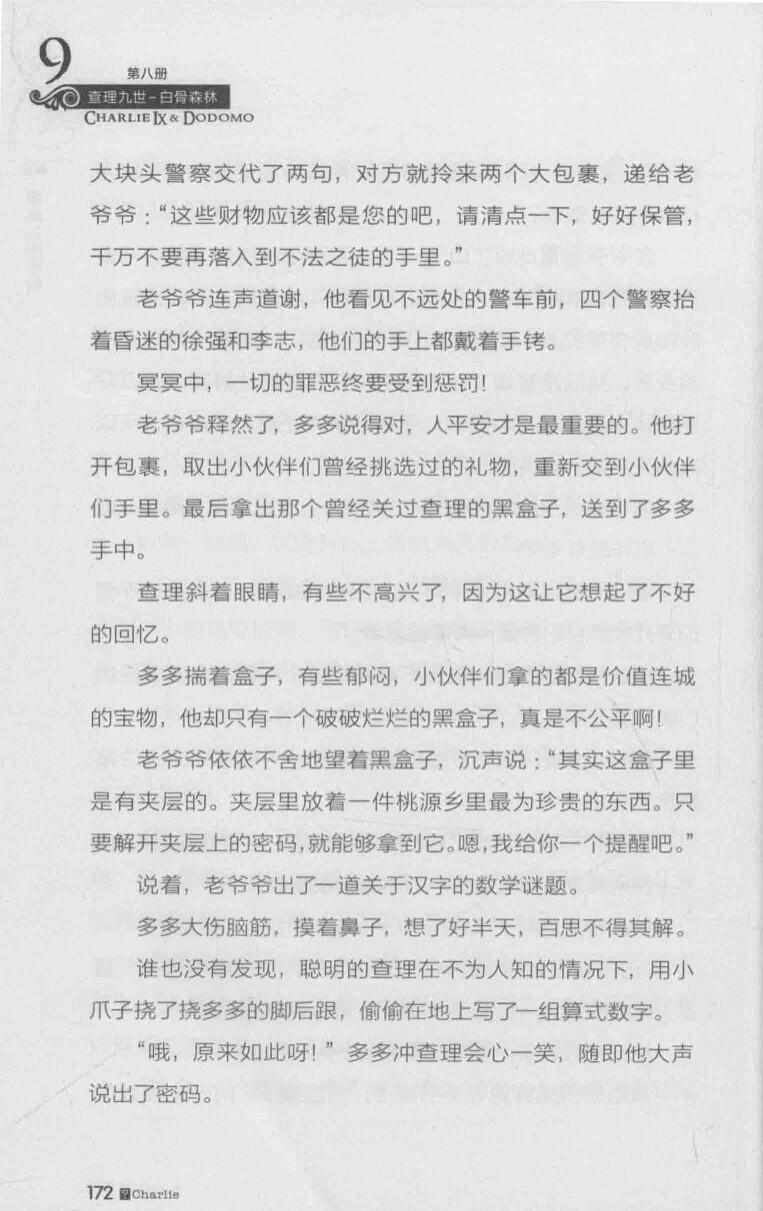 9
第八册
查理九世-白骨森林
CHARLIE IX & DODOMO
大块头警察交代了两句，对方就拎来两个大包裹，递给老
爷爷：“这些财物应该都是您的吧，请清点一下，好好保管，
千万不要再落入到不法之徒的手里。”
老爷爷连声道谢，他看见不远处的警车前，四个警察抬
着昏迷的徐强和李志，他们的手上都戴着手铐。
冥冥中，一切的罪恶终要受到惩罚！
老爷爷释然了，多多说得对，人平安才是最重要的。他打
开包裹，取出小伙伴们曾经挑选过的礼物，重新交到小伙伴
们手里。最后拿出那个曾经关过查理的黑盒子，送到了多多
手中。
查理斜着眼睛，有些不高兴了，因为这让它想起了不好
的回忆。
多多揣着盒子，有些郁闷，小伙伴们拿的都是价值连城
的宝物，他却只有一个破破烂烂的黑盒子，真是不公平啊！
老爷爷依依不舍地望着黑盒子，沉声说：“其实这盒子里
是有夹层的。夹层里放着一件桃源乡里最为珍贵的东西。只
要解开夹层上的密码，就能够拿到它。嗯，我给你一个提醒吧。”
说着，老爷爷出了一道关于汉字的数学谜题。
多多大伤脑筋，摸着鼻子，想了好半天，百思不得其解。
谁也没有发现，聪明的查理在不为人知的情况下，用小
爪子挠了挠多多的脚后跟，偷偷在地上写了一组算式数字。
“哦，原来如此呀！”多多冲查理会心一笑，随即他大声
说出了密码。
172 ?Charlie